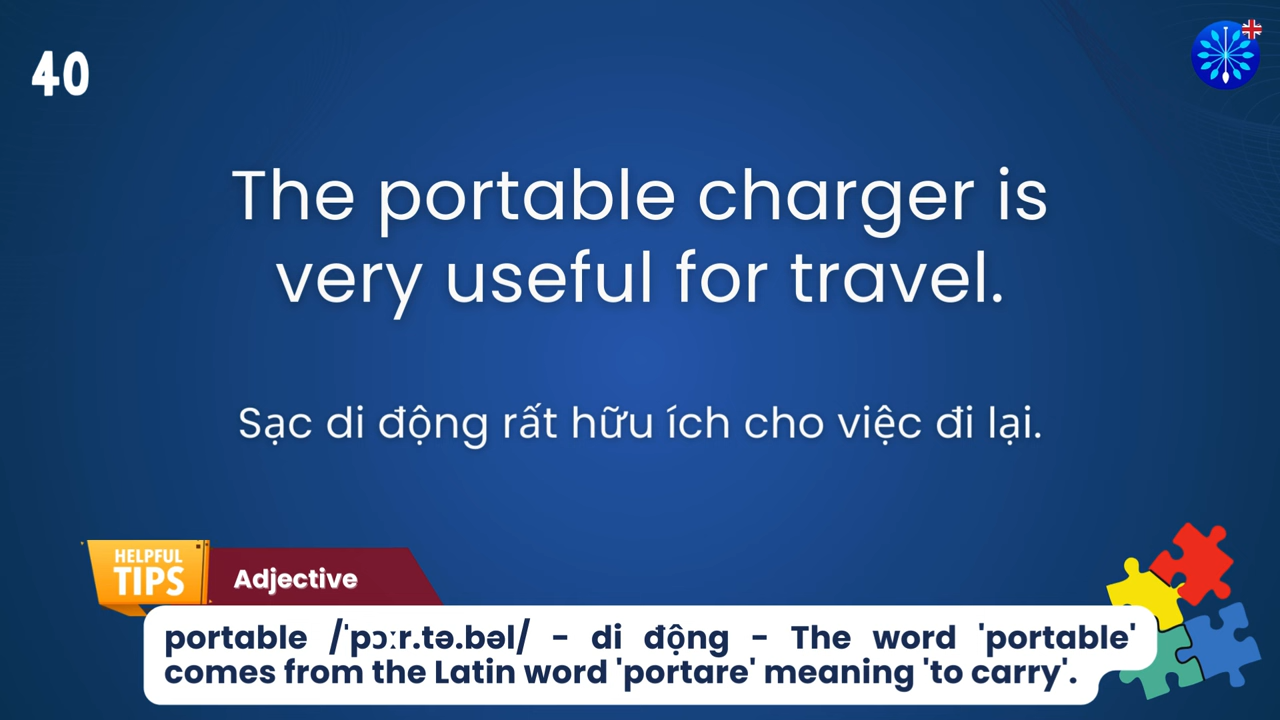 40
The portable charger is
very useful for travel.
Sạc di động rất hữu ích cho việc đi lại.
HELPFUL
TIPS
Adjective
portable /ˈpɔːr.tə.bəl/ - di động - The word 'portable'
comes from the Latin word 'portare' meaning 'to carry'.